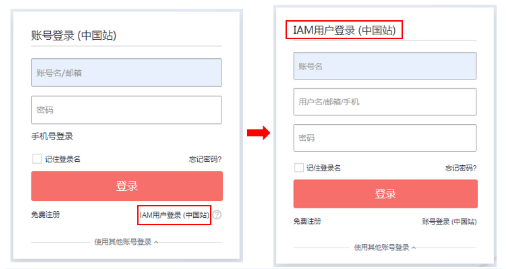 账号登录 (中国站)
账号名/邮箱
密码
手机号登录
记住登录名 忘记密码?
登录
免费注册 IAM用户登录 (中国站) ?
使用其他账号登录
IAM用户登录 (中国站)
账号名
用户名/邮箱/手机
密码
记住登录名 忘记密码?
登录
免费注册 账号登录 (中国站)
使用其他账号登录